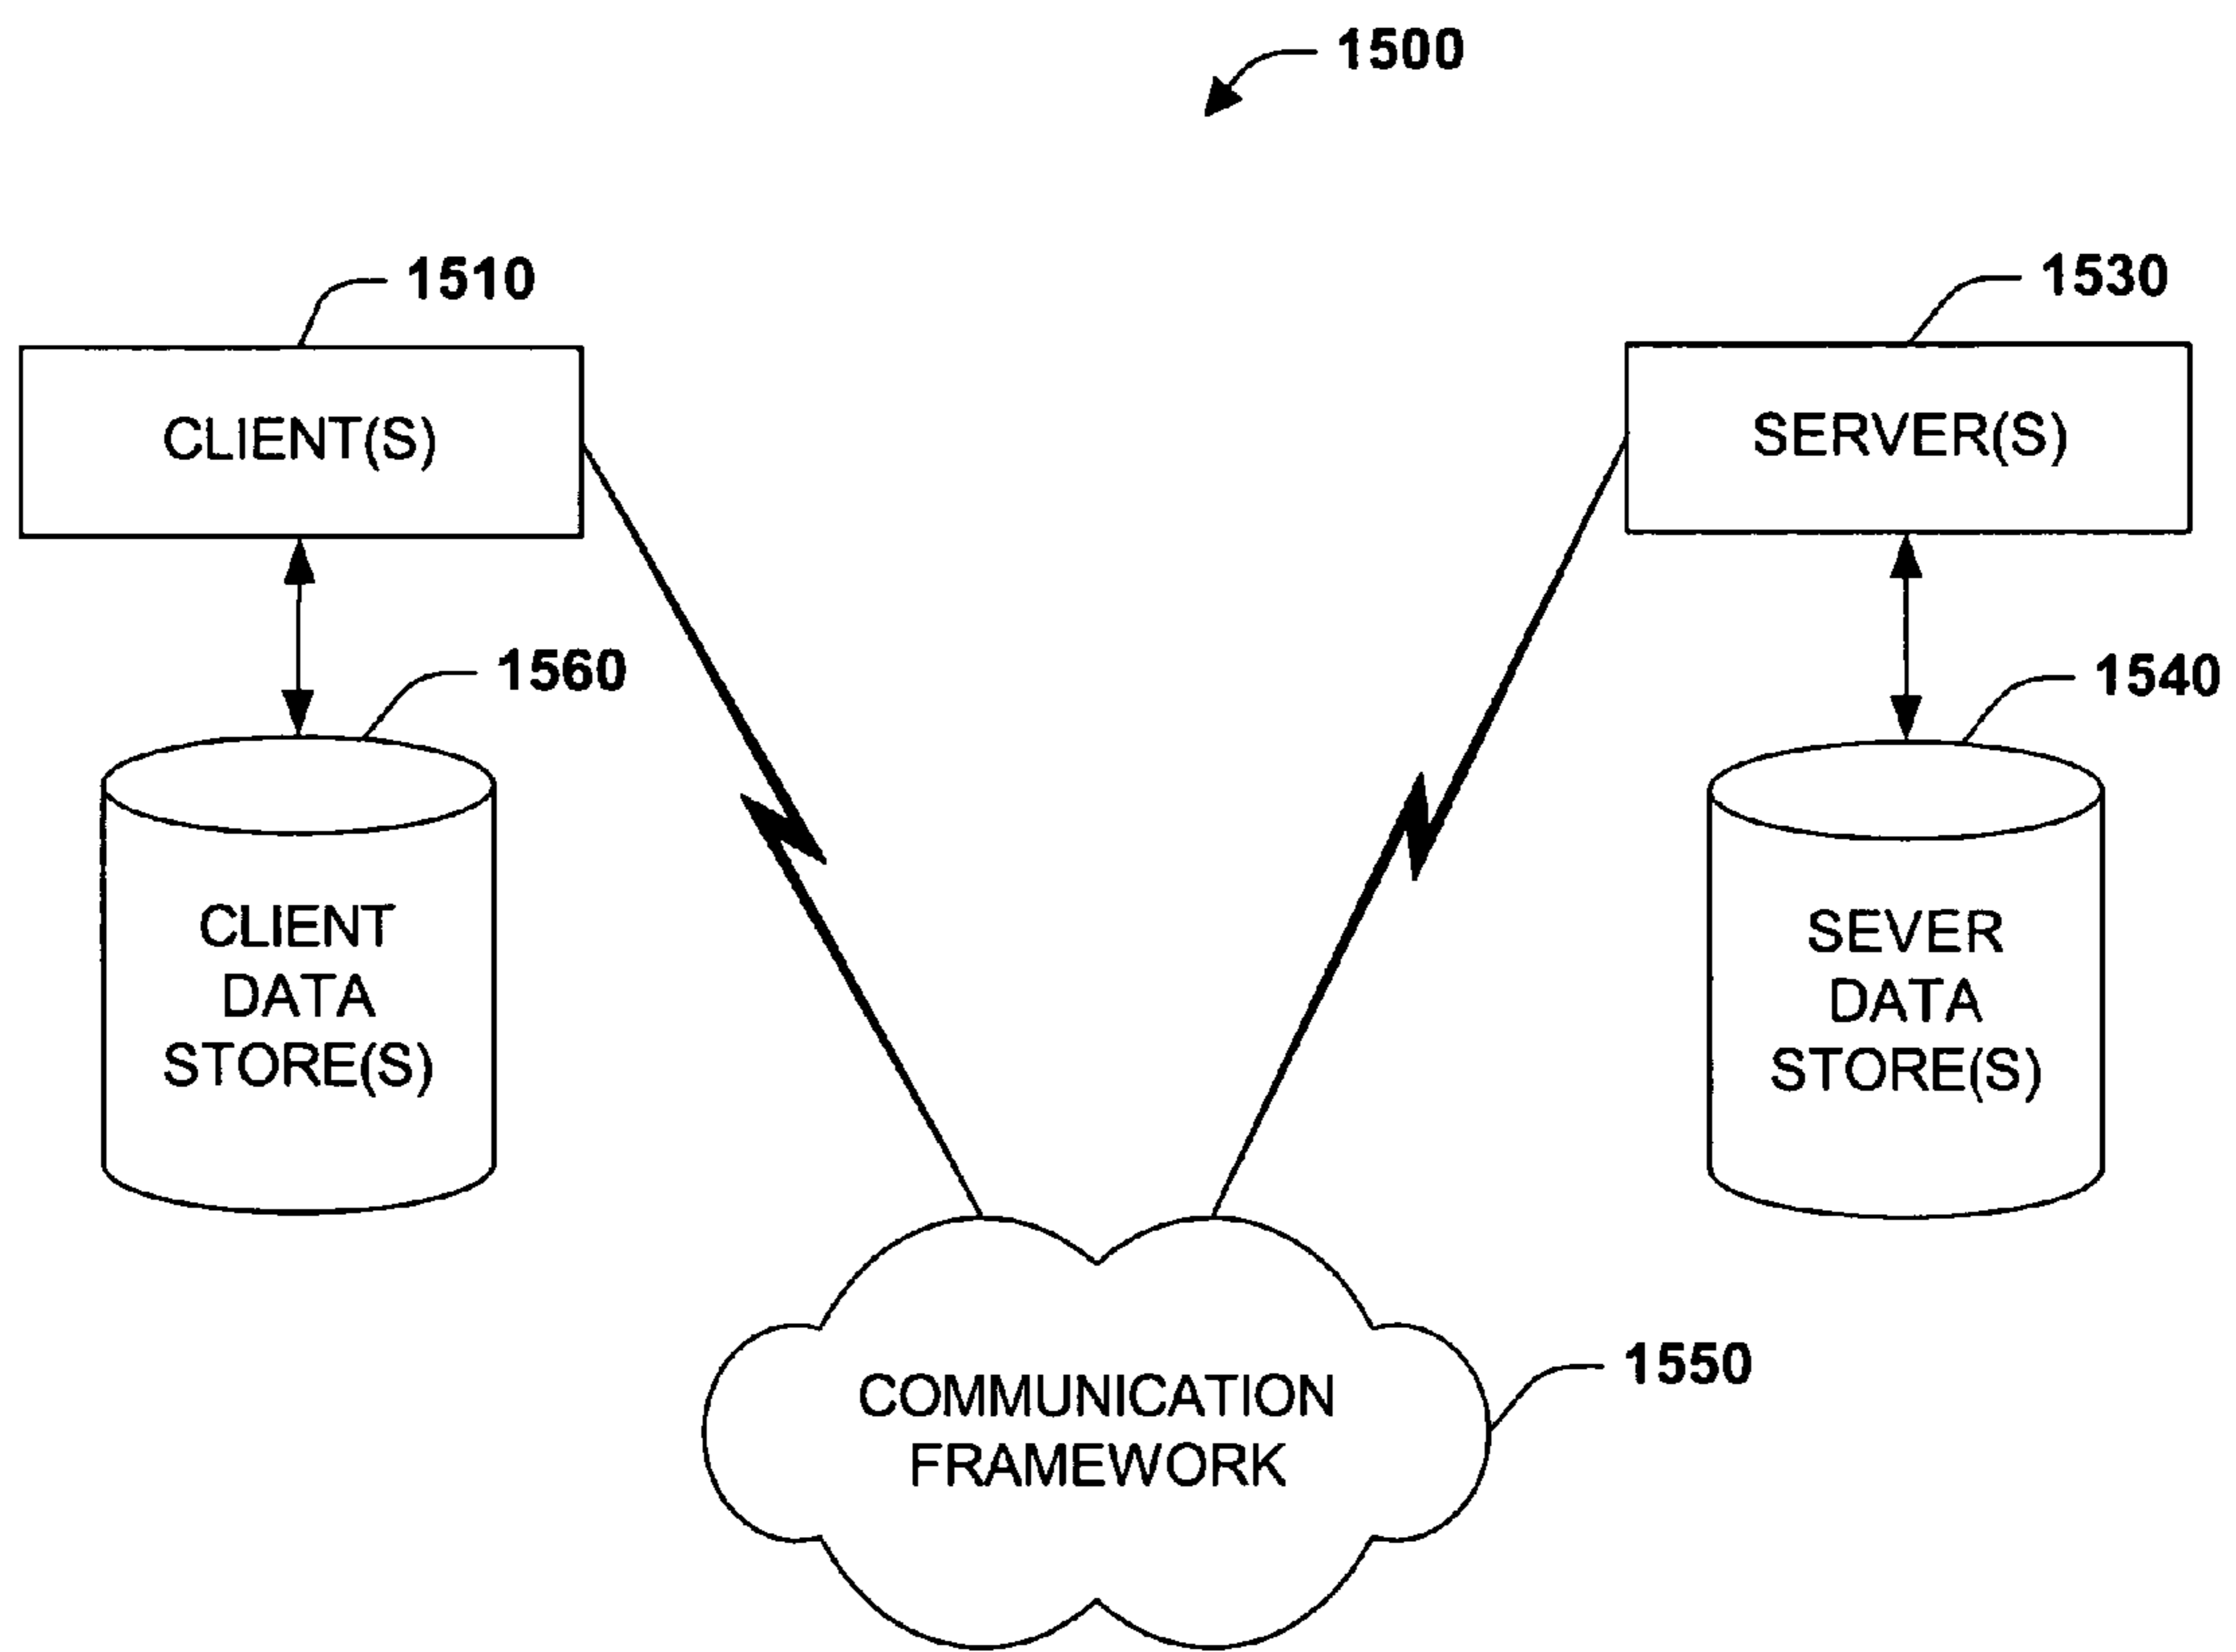 1500
1510
1530
CLIENT(S)
SERVER(S)
1560
1540
CLIENT
DATA
STORE(S)
SEVER
DATA
STORE(S)
1550
COMMUNICATION
FRAMEWORK